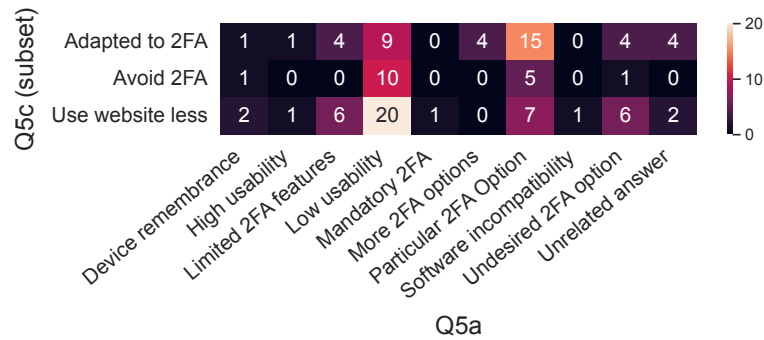 Q5c (subset)
Adapted to 2FA 1 1 4 9 0 4 15 0 4 4
Avoid 2FA 1 0 0 10 0 0 5 0 1 0
Use website less 2 1 6 20 1 0 7 1 6 2
20
10
0
Device remembrance
High usability
Limited 2FA features
Low usability
Mandatory 2FA
More 2FA options
Particular 2FA Option
Software incompatibility
Undesired 2FA option
Unrelated answer
Q5a